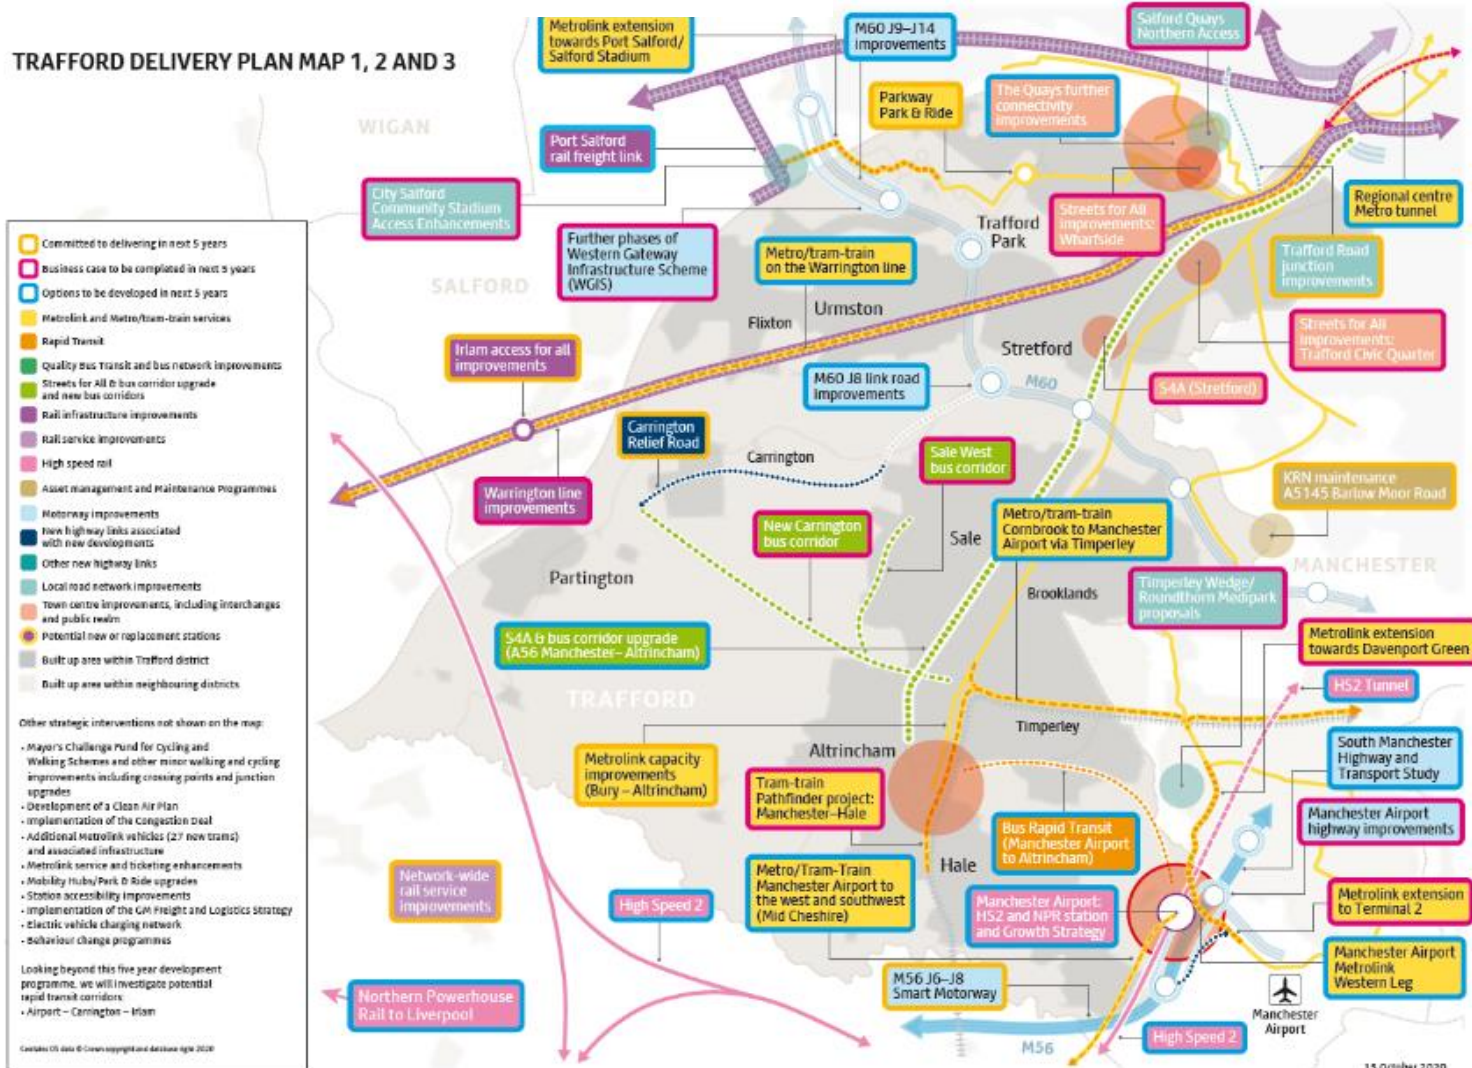 TRAFFORD DELIVERY PLAN MAP 1, 2 AND 3
Metrolink extension
towards Port Salford/
Salford Stadium
M60 J9–J14
improvements
Salford Quays
Northern Access
WIGAN
Parkway
Park & Ride
The Quays further
connectivity
improvements
Port Salford
rail freight link
City Salford
Community Stadium
Access Enhancements
Regional centre
Metro tunnel
Streets for All
improvements:
Wharfside
Trafford
Park
Further phases of
Western Gateway
Infrastructure Scheme
(WGIS)
Metro/tram-train
on the Warrington line
Trafford Road
junction
improvements
SALFORD
Urmston
Flixton
Stretford
Streets for All
improvements:
Trafford Civic Quarter
Irlam access for all
improvements
M60 J8 link road
improvements
M60
S4A (Stretford)
Carrington
Relief Road
Carrington
Sale West
bus corridor
KRN maintenance
A5145 Barlow Moor Road
Warrington line
improvements
New Carrington
bus corridor
Sale
Metro/tram-train
Cornbrook to Manchester
Airport via Timperley
MANCHESTER
Partington
Brooklands
Timperley Wedge/
Roundthorn Medipark
proposals
S4A & bus corridor upgrade
(A56 Manchester– Altrincham)
Metrolink extension
towards Davenport Green
HS2 Tunnel
TRAFFORD
Timperley
Altrincham
Metrolink capacity
improvements
(Bury – Altrincham)
South Manchester
Highway and
Transport Study
Tram-train
Pathfinder project:
Manchester–Hale
Bus Rapid Transit
(Manchester Airport
to Altrincham)
Manchester Airport
highway improvements
Hale
Network-wide
rail service
improvements
High Speed 2
Metro/Tram-Train
Manchester Airport to
the west and southwest
(Mid Cheshire)
Manchester Airport:
HS2 and NPR station
and Growth Strategy
Metrolink extension
to Terminal 2
Manchester Airport
Metrolink
Western Leg
M56 J6–J8
Smart Motorway
Northern Powerhouse
Rail to Liverpool
Manchester
Airport
High Speed 2
M56
15 October 2020
Committed to delivering in next 5 years
Business case to be completed in next 5 years
Options to be developed in next 5 years
Metrolink and Metro/tram-train services
Rapid Transit
Quality Bus Transit and bus network improvements
Streets for All & bus corridor upgrade
and new bus corridors
Rail infrastructure improvements
Rail service improvements
High speed rail
Asset management and Maintenance Programmes
Motorway improvements
New highway links associated
with new developments
Other new highway links
Local road network improvements
Town centre improvements, including interchanges
and public realm
Potential new or replacement stations
Built up area within Trafford district
Built up area within neighbouring districts
Other strategic interventions not shown on the map:
• Mayor's Challenge Fund for Cycling and
Walking Schemes and other minor walking and cycling
improvements including crossing points and junction
upgrades
• Development of a Clean Air Plan
• Implementation of the Congestion Deal
• Additional Metrolink vehicles (27 new trams)
and associated infrastructure
• Metrolink service and ticketing enhancements
• Mobility Hubs/Park & Ride upgrades
• Station accessibility improvements
• Implementation of the GM Freight and Logistics Strategy
• Electric vehicle charging network
• Behaviour change programmes
Looking beyond this five year development
programme, we will investigate potential
rapid transit corridors:
• Airport – Carrington – Irlam
Contains OS data © Crown copyright and database right 2020